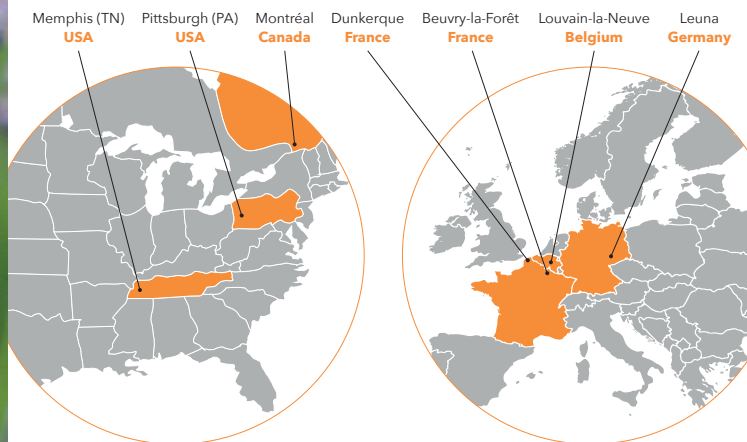 Memphis (TN)
USA
Pittsburgh (PA)
USA
Montréal
Canada
Dunkerque
France
Beuvry-la-Forêt
France
Louvain-la-Neuve
Belgium
Leuna
Germany